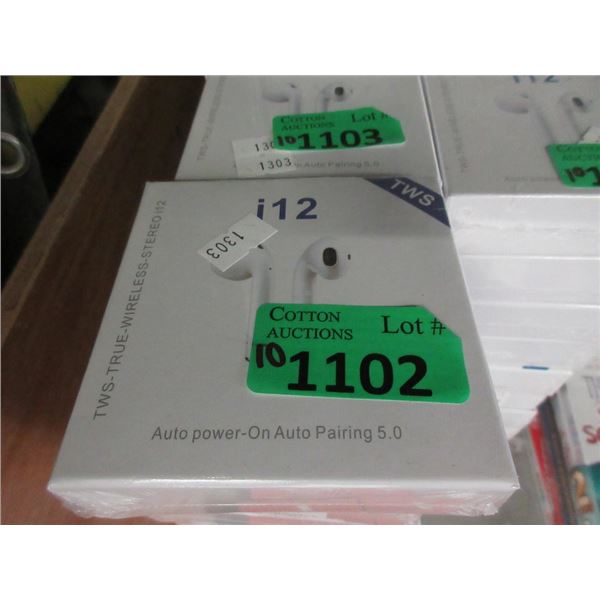 i12
COTTON
AUCTIONS
Lot #
10 1103
130
1303
Auto Pairing 5.0
i12
TWS
1303
TWS-TRUE-WIRELESS-STEREO i12
COTTON
AUCTIONS
Lot #
10 1102
Auto power-On Auto Pairing 5.0